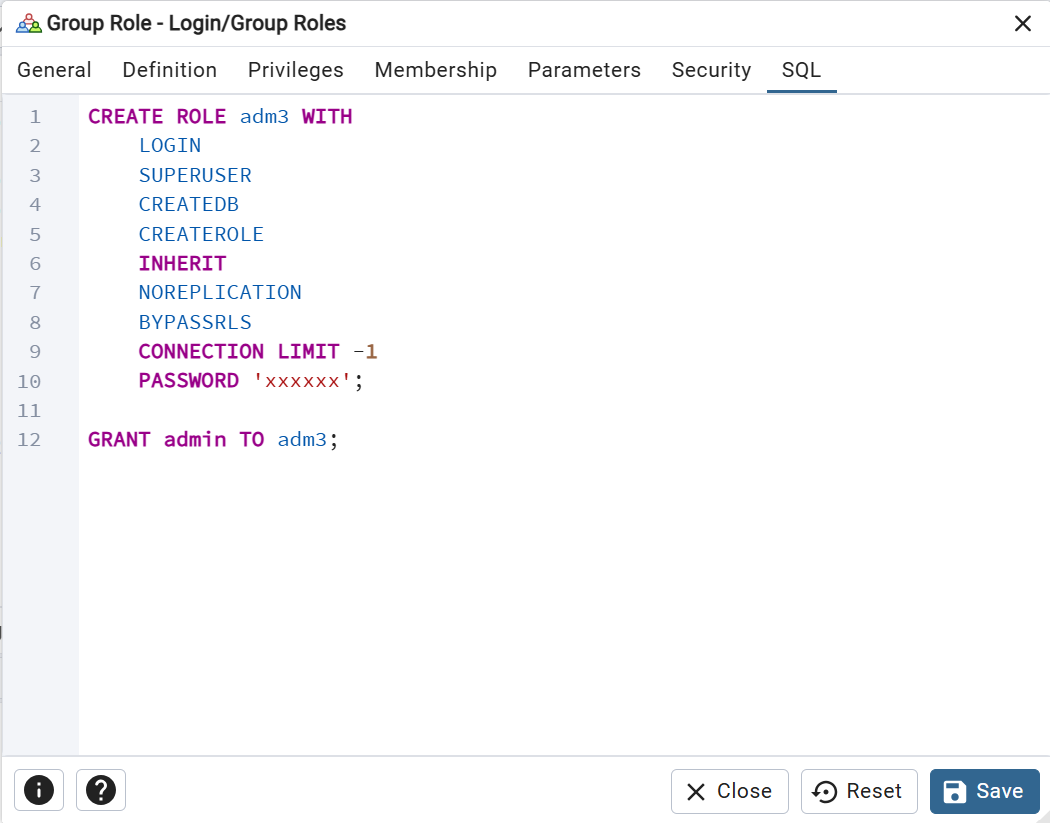 Group Role - Login/Group Roles
General Definition Privileges Membership Parameters Security SQL
1 CREATE ROLE adm3 WITH
2 LOGIN
3 SUPERUSER
4 CREATEDB
5 CREATEROLE
6 INHERIT
7 NOREPLICATION
8 BYPASSRLS
9 CONNECTION LIMIT -1
10 PASSWORD 'xxxxxx';
11
12 GRANT admin TO adm3;
Close Reset Save